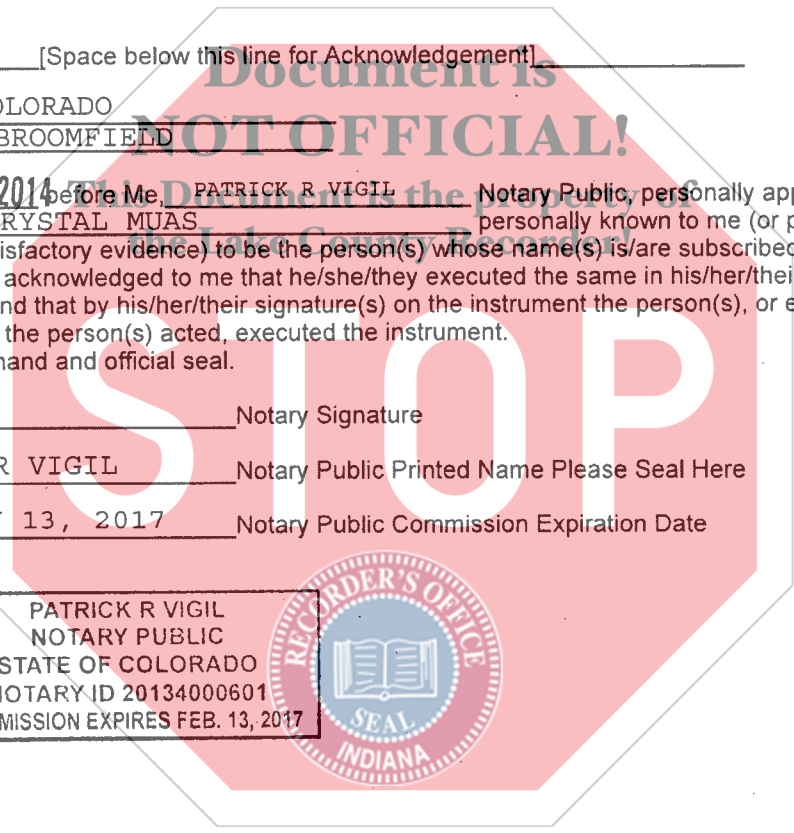 [Space below this line for Acknowledgement]
Document is
OLORADO
BROOMFIELD
NOT OFFICIAL!
2014 before Me, PATRICK R VIGIL Notary Public, personally app
This Document is the property of
RYSTAL MUAS personally known to me (or p
the Lake County Recorder!
isfactory evidence) to be the person(s) whose name(s) is/are subscribed
acknowledged to me that he/she/they executed the same in his/her/thei
nd that by his/her/their signature(s) on the instrument the person(s), or e
the person(s) acted, executed the instrument.
hand and official seal.
STOP
Notary Signature
R VIGIL Notary Public Printed Name Please Seal Here
13, 2017 Notary Public Commission Expiration Date
PATRICK R VIGIL
NOTARY PUBLIC
STATE OF COLORADO
NOTARY ID 20134000601
MISSION EXPIRES FEB. 13, 2017
RECORDER'S OFFICE
SEAL
INDIANA